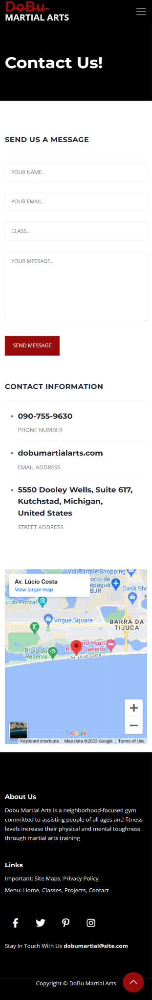 DoBu
MARTIAL ARTS
Contact Us!
SEND US A MESSAGE
YOUR NAME..
YOUR EMAIL..
CLASS..
YOUR MESSAGE..
SEND MESSAGE
CONTACT INFORMATION
090-755-9630
PHONE NUMBER
dobumartialarts.com
EMAIL ADDRESS
5550 Dooley Wells, Suite 617,
Kutchstad, Michigan,
United States
STREET ADDRESS
Via Parque Shopping
Av. Lúcio Costa
View larger map
orto de
epaguá
BJR
Casa Sho
u do Pontal
P
Vogue Square
BARRA DA
TIJUCA
Praia da
Reserva
nd Hyatt
Rio de Janeiro
Av. Lúcio Costa
Google
Keyboard shortcuts
Map data ©2023 Google
Terms of Use
About Us
Dobu Martial Arts is a neighborhood-focused gym
committed to assisting people of all ages and fitness
levels increase their physical and mental toughness
through martial arts training
Links
Important: Site Maps, Privacy Policy
Menu: Home, Classes, Projects, Contact
Stay In Touch With Us dobumartial@site.com
Copyright © DoBu Martial Arts